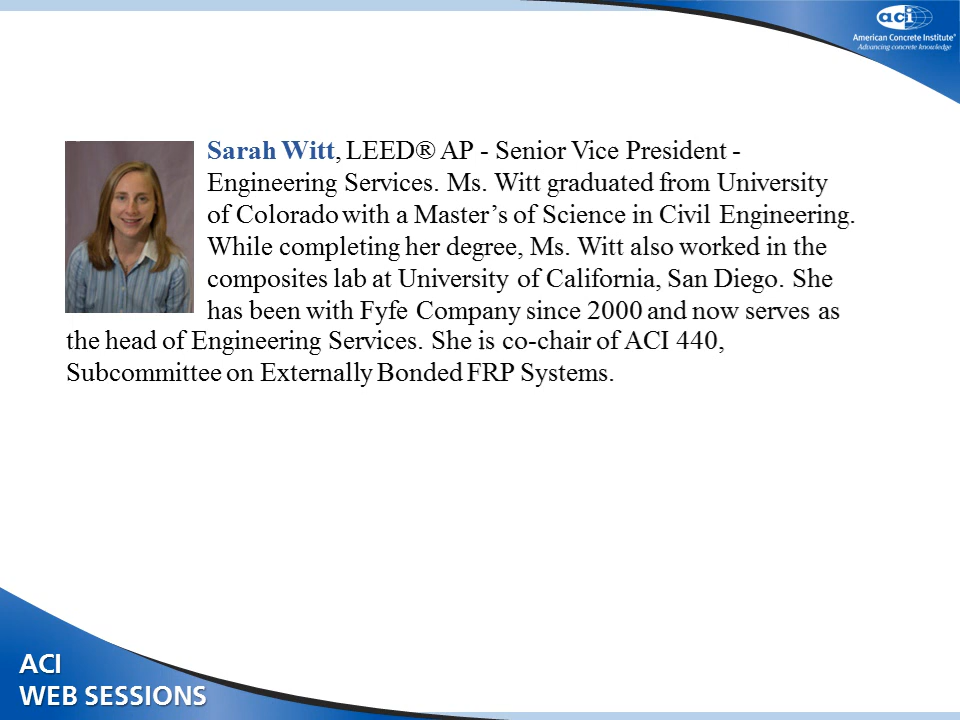 aci
American Concrete Institute®
Advancing concrete knowledge
Sarah Witt, LEED® AP - Senior Vice President -
Engineering Services. Ms. Witt graduated from University
of Colorado with a Master’s of Science in Civil Engineering.
While completing her degree, Ms. Witt also worked in the
composites lab at University of California, San Diego. She
has been with Fyfe Company since 2000 and now serves as
the head of Engineering Services. She is co-chair of ACI 440,
Subcommittee on Externally Bonded FRP Systems.
ACI
WEB SESSIONS